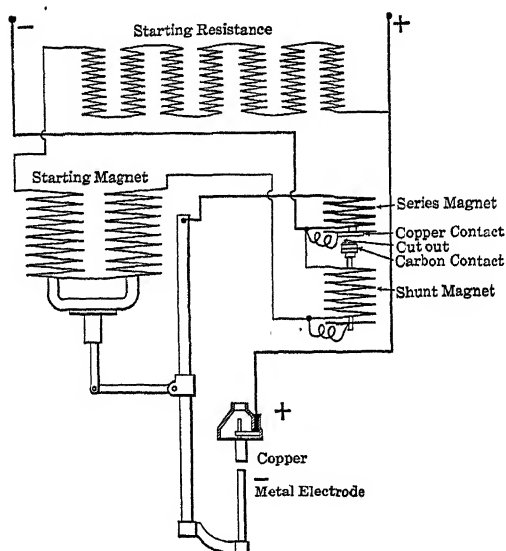 Starting Resistance
−
+
Starting Magnet
Series Magnet
Copper Contact
Cut out
Carbon Contact
Shunt Magnet
+
Copper
−
Metal Electrode